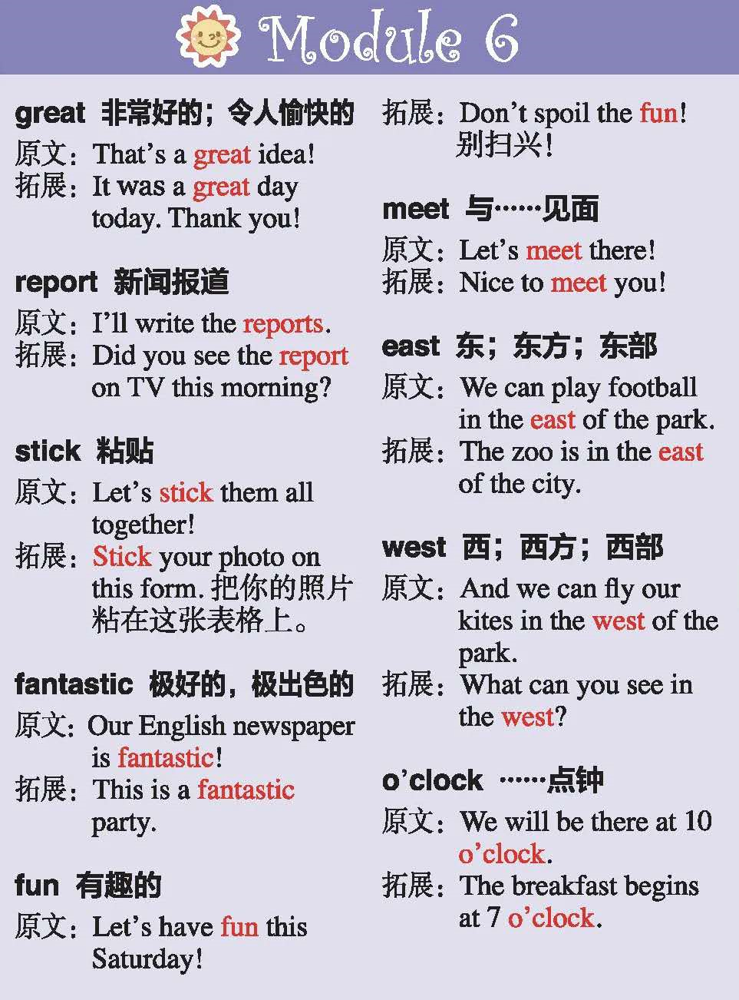 Module 6
great 非常好的；令人愉快的
原文：That's a great idea!
拓展：It was a great day
today. Thank you!
report 新闻报道
原文：I'll write the reports.
拓展：Did you see the report
on TV this morning?
stick 粘贴
原文：Let's stick them all
together!
拓展：Stick your photo on
this form. 把你的照片
粘在这张表格上。
fantastic 极好的，极出色的
原文：Our English newspaper
is fantastic!
拓展：This is a fantastic
party.
fun 有趣的
原文：Let's have fun this
Saturday!
拓展：Don't spoil the fun!
别扫兴！
meet 与……见面
原文：Let's meet there!
拓展：Nice to meet you!
east 东；东方；东部
原文：We can play football
in the east of the park.
拓展：The zoo is in the east
of the city.
west 西；西方；西部
原文：And we can fly our
kites in the west of the
park.
拓展：What can you see in
the west?
o'clock ……点钟
原文：We will be there at 10
o'clock.
拓展：The breakfast begins
at 7 o'clock.